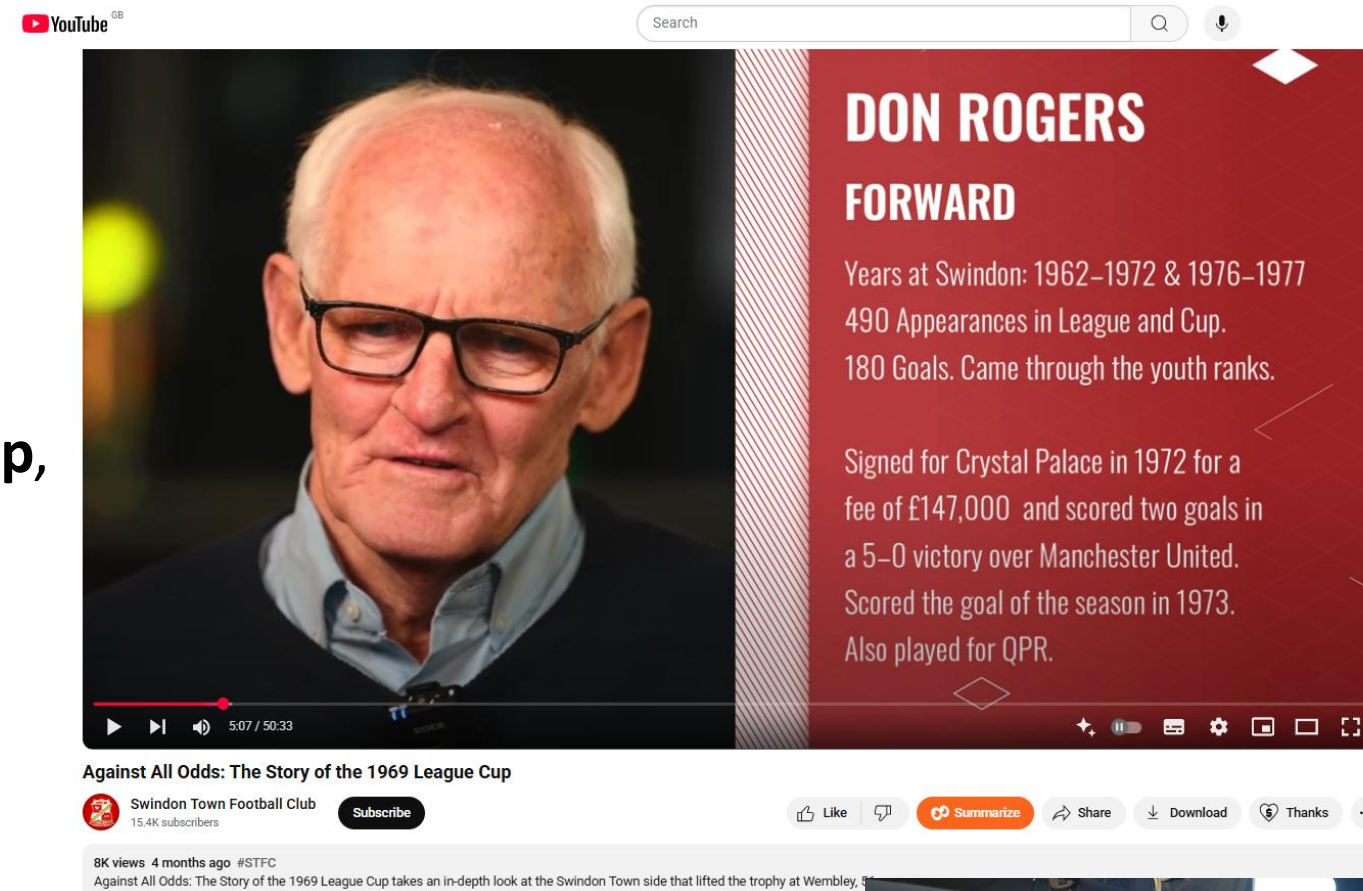 YouTube GB
Search
DON ROGERS
FORWARD
Years at Swindon: 1962–1972 & 1976–1977
490 Appearances in League and Cup.
180 Goals. Came through the youth ranks.
Signed for Crystal Palace in 1972 for a
fee of £147,000 and scored two goals in
a 5–0 victory over Manchester United.
Scored the goal of the season in 1973.
Also played for QPR.
p,
5:07 / 50:33
Against All Odds: The Story of the 1969 League Cup
Swindon Town Football Club
15.4K subscribers
Subscribe
Like
Summarize
Share
Download
Thanks
8K views 4 months ago #STFC
Against All Odds: The Story of the 1969 League Cup takes an in-depth look at the Swindon Town side that lifted the trophy at Wembley,